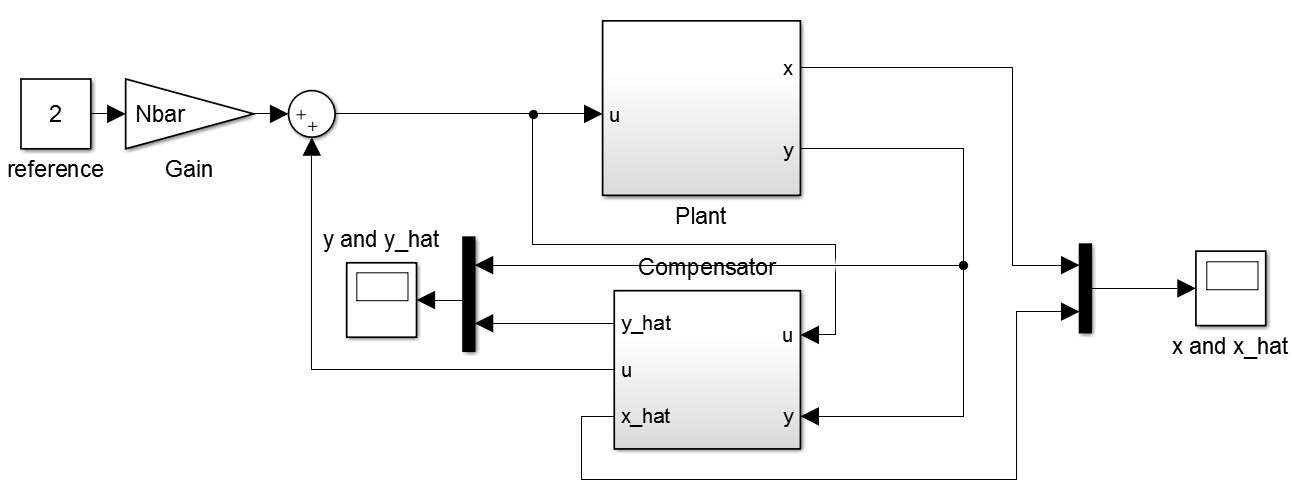 2
reference
Nbar
Gain
+
+
u
x
y
Plant
y and y_hat
Compensator
y_hat
u
x_hat
u
y
x and x_hat